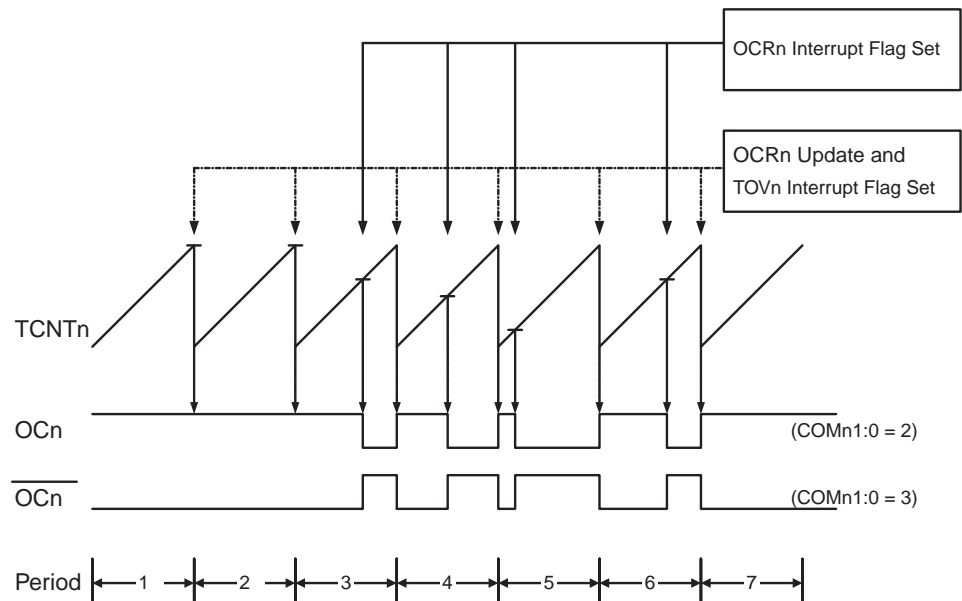 OCRn Interrupt Flag Set
OCRn Update and
TOVn Interrupt Flag Set
TCNTn
OCn
(COMn1:0 = 2)
OCn
(COMn1:0 = 3)
Period
1
2
3
4
5
6
7